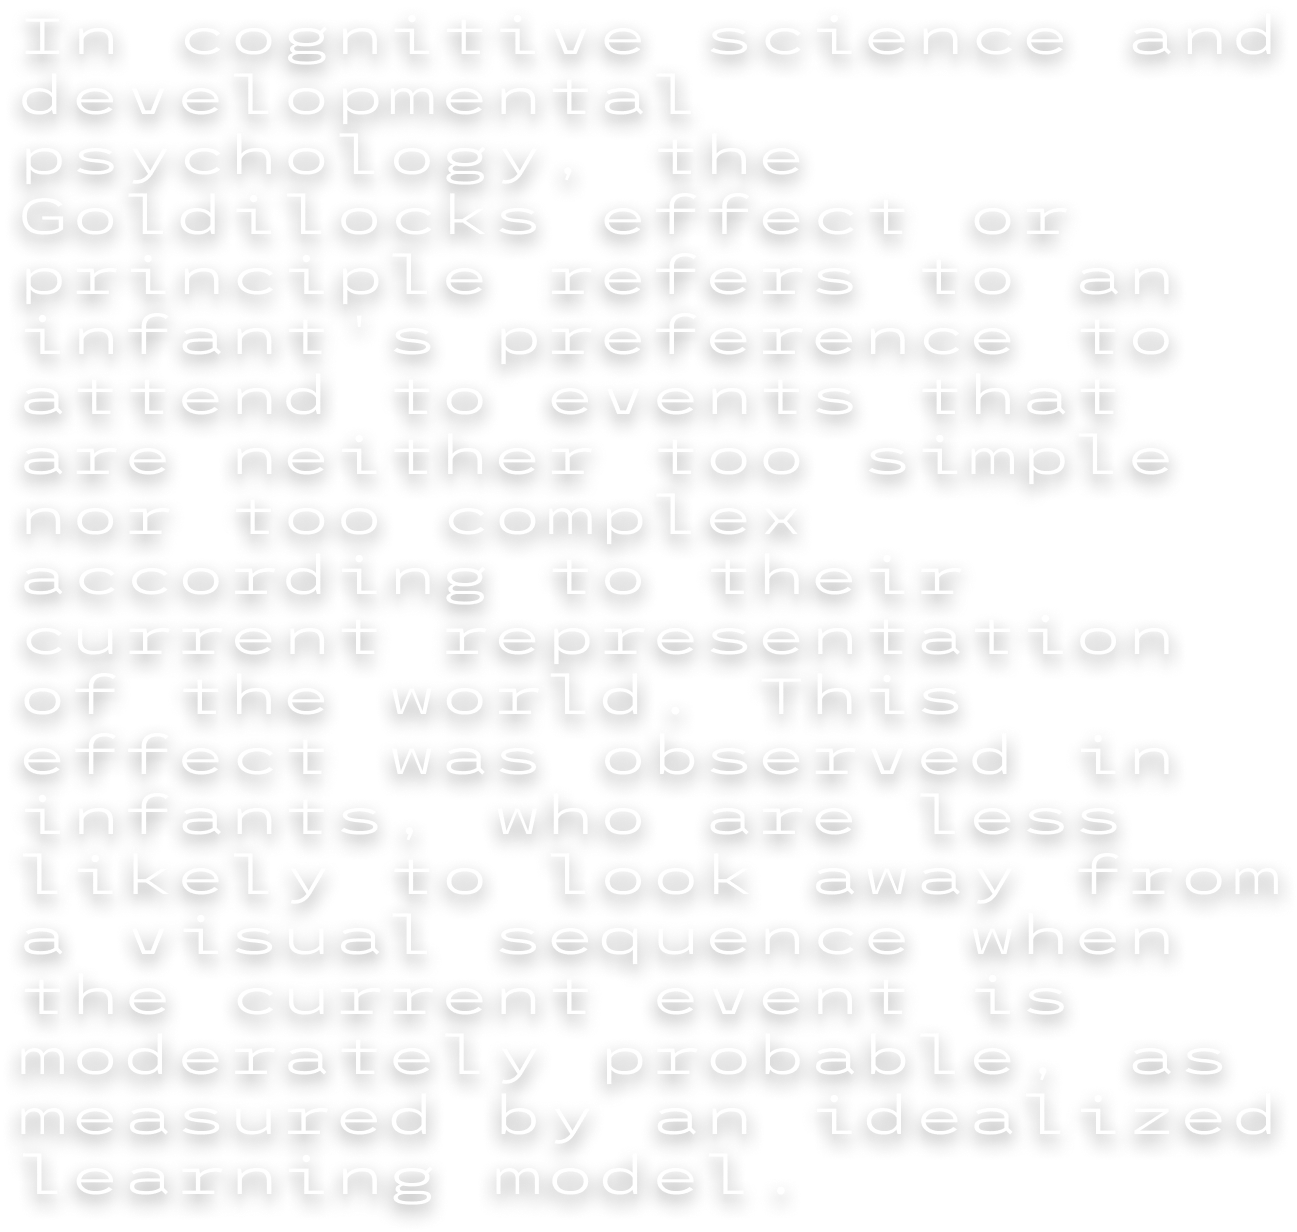 In cognitive science and
developmental
psychology, the
Goldilocks effect or
principle refers to an
infant's preference to
attend to events that
are neither too simple
nor too complex
according to their
current representation
of the world. This
effect was observed in
infants, who are less
likely to look away from
a visual sequence when
the current event is
moderately probable, as
measured by an idealized
learning model.